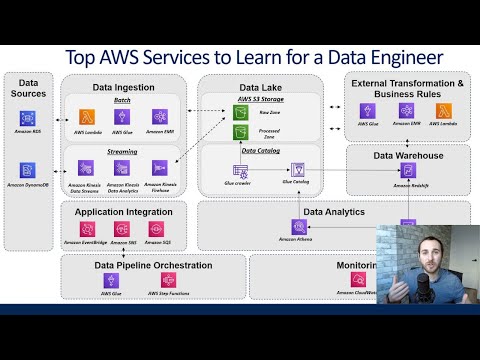 Top AWS Services to Learn for a Data Engineer
Data
Sources
Amazon RDS
Amazon DynamoDB
Data Ingestion
Batch
AWS Lambda
AWS Glue
Amazon EMR
Streaming
Amazon Kinesis
Data Streams
Amazon Kinesis
Data Analytics
Amazon Kinesis
Firehose
Data Lake
AWS S3 Storage
Raw Zone
Processed
Zone
Data Catalog
Glue crawler
Glue Catalog
External Transformation &
Business Rules
AWS Glue
Amazon EMR
AWS Lambda
Data Warehouse
Amazon Redshift
Application Integration
Amazon EventBridge
Amazon SNS
Amazon SQS
Data Analytics
Amazon Athena
Data Pipeline Orchestration
AWS Glue
AWS Step Functions
Monitorin
Amazon CloudWatc